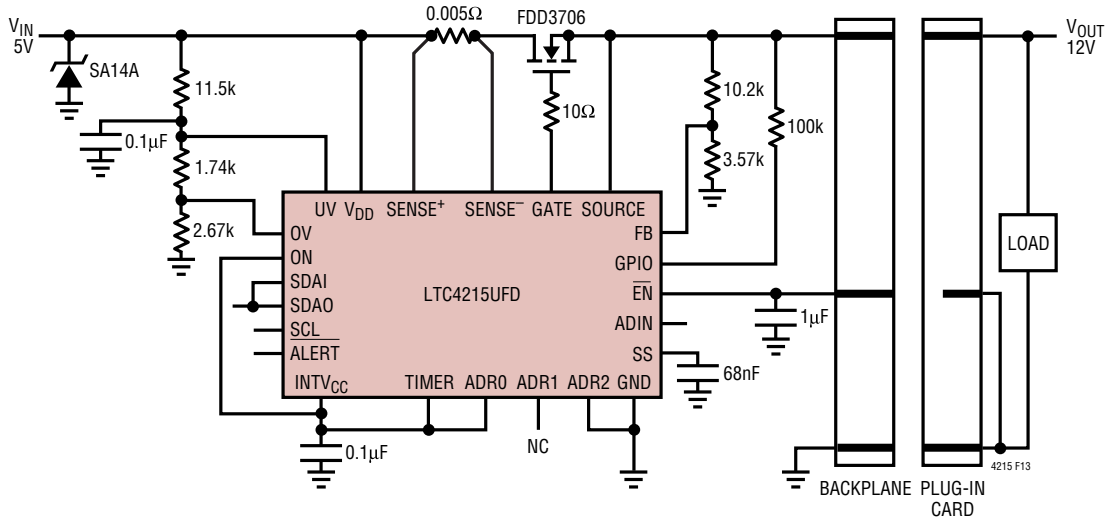 VIN
5V
SA14A
11.5k
0.1µF
1.74k
2.67k
0.005Ω
FDD3706
10Ω
10.2k
3.57k
100k
VOUT
12V
UV VDD SENSE+ SENSE– GATE SOURCE
OV
ON
SDAI
SDAO
SCL
ALERT
INTVCC
TIMER
ADR0
ADR1
ADR2
GND
LTC4215UFD
FB
GPIO
EN
ADIN
SS
0.1µF
NC
68nF
1µF
LOAD
4215 F13
BACKPLANE
PLUG-IN
CARD